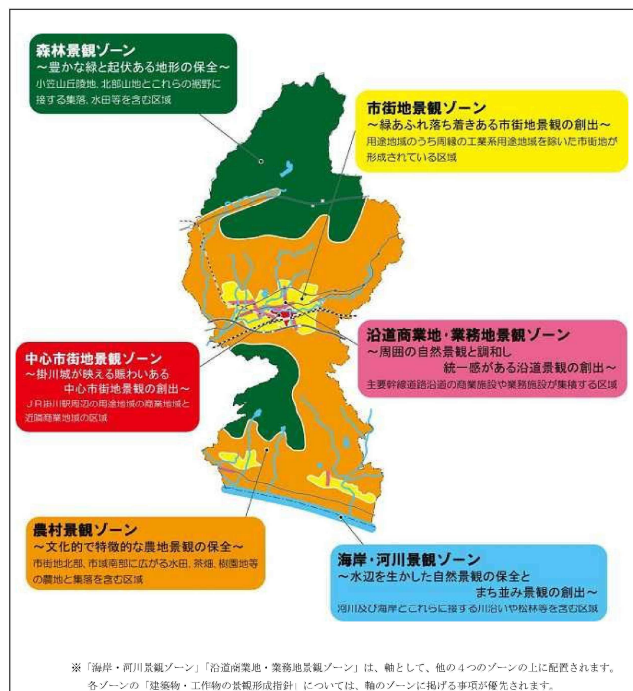 森林景観ゾーン
～豊かな緑と起伏ある地形の保全～
小笠山丘陵地、北部山地とこれらの裾野に
接する集落、水田等を含む区域
市街地景観ゾーン
～緑あふれ落ち着きある市街地景観の創出～
用途地域のうち周縁の工業系用途地域を除いた市街地が
形成されている区域
中心市街地景観ゾーン
～掛川城が映える賑わいある
中心市街地景観の創出～
ＪＲ掛川駅周辺の用途地域の商業地域と
近隣商業地域の区域
沿道商業地・業務地景観ゾーン
～周囲の自然景観と調和し
統一感がある沿道景観の創出～
主要幹線道路沿道の商業施設や業務施設が集積する区域
農村景観ゾーン
～文化的で特徴的な農地景観の保全～
市街地北部、市域南部に広がる水田、茶畑、樹園地等
の農地と集落を含む区域
海岸・河川景観ゾーン
～水辺を生かした自然景観の保全と
まち並み景観の創出～
河川及び海岸とこれらに接する川沿いや松林等を含む区域
※「海岸・河川景観ゾーン」「沿道商業地・業務地景観ゾーン」は、軸として、他の４つのゾーンの上に配置されます。
各ゾーンの「建築物・工作物の景観形成指針」については、軸のゾーンに掲げる事項が優先されます。